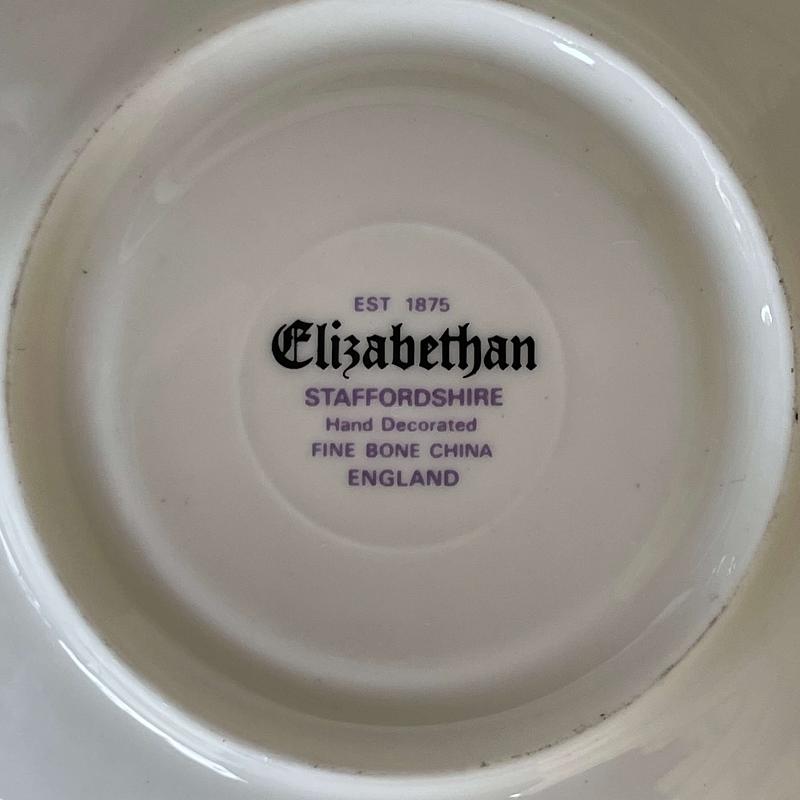 EST 1875
Elizabethan
STAFFORDSHIRE
Hand Decorated
FINE BONE CHINA
ENGLAND